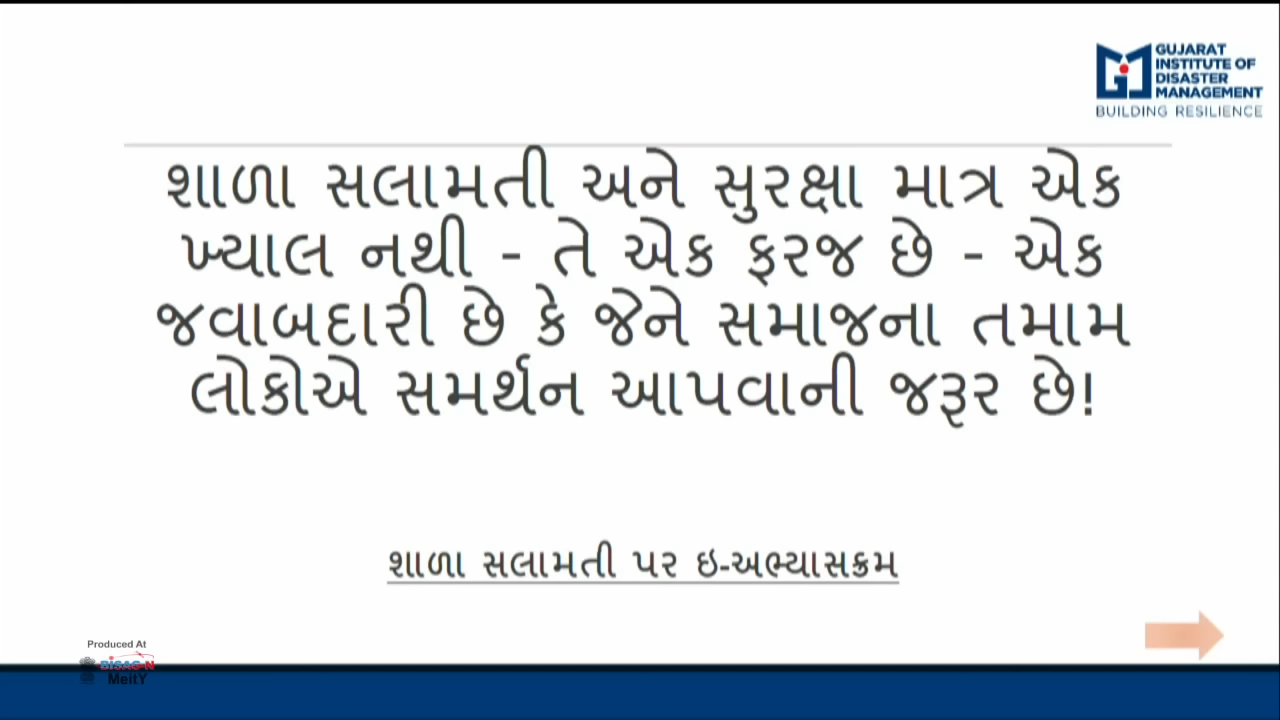 GUJARAT
INSTITUTE OF
DISASTER
MANAGEMENT
BUILDING RESILIENCE
શાળા સલામતી અને સુરક્ષા માત્ર એક
ખ્યાલ નથી - તે એક ફરજ છે - એક
જવાબદારી છે કે જેને સમાજના તમામ
લોકોએ સમર્થન આપવાની જરૂર છે!
શાળા સલામતી પર ઇ-અભ્યાસક્રમ
Produced At
BISAG-N
MeitY